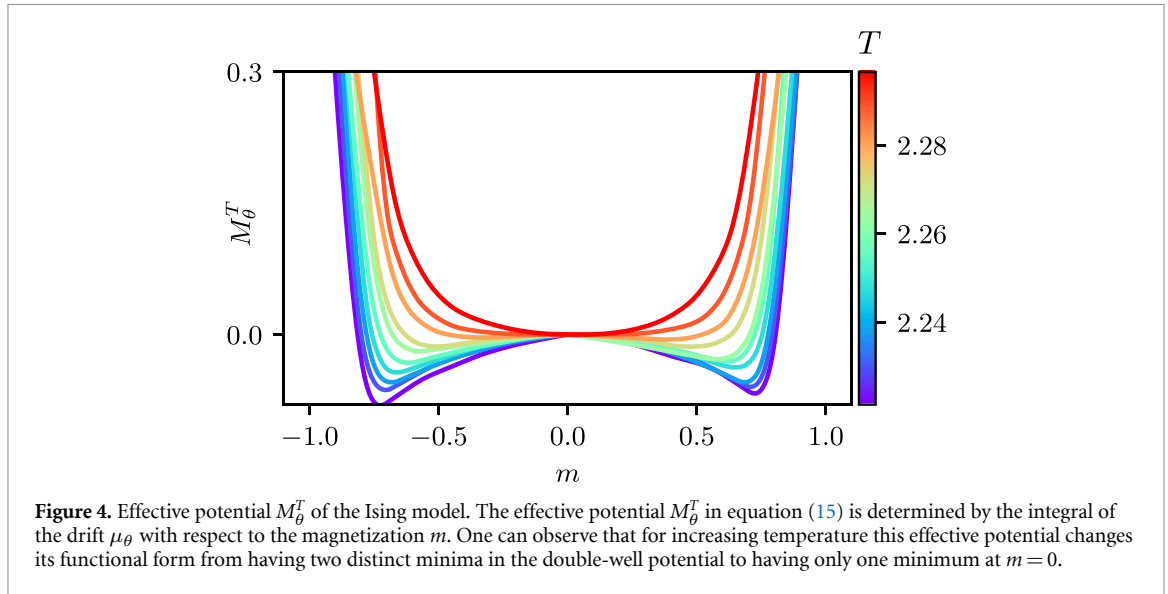 T
0.3
0.0
M_θ^T
2.28
2.26
2.24
−1.0 −0.5 0.0 0.5 1.0
m
Figure 4. Effective potential M_θ^T of the Ising model. The effective potential M_θ^T in equation (15) is determined by the integral of
the drift μ_θ with respect to the magnetization m. One can observe that for increasing temperature this effective potential changes
its functional form from having two distinct minima in the double-well potential to having only one minimum at m = 0.